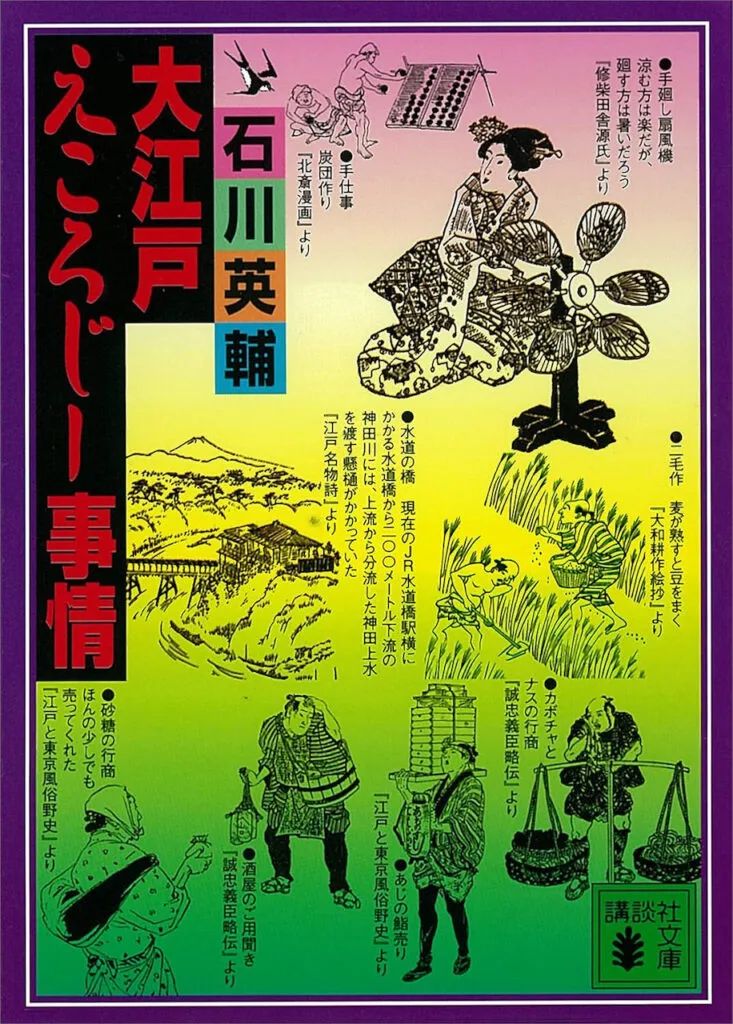 大江戸
えころじー事情
石川英輔
●手廻し扇風機
涼む方は楽だが、
廻す方は暑いだろう
『修柴田舎源氏』より
●手仕事
炭団作り
『北斎漫画』より
●二毛作　麦が熟すと豆をまく
『大和耕作絵抄』より
●水道の橋　現在のJR水道橋駅横に
かかる水道橋から二〇〇メートル下流の
神田川には、上流から分流した神田上水
を渡す懸樋がかかっていた
『江戸名物詩』より
●カボチャと
ナスの行商
『誠忠義臣略伝』より
●あじの鮨売り
『江戸と東京風俗野史』より
●酒屋のご用聞き
『誠忠義臣略伝』より
●砂糖の行商
ほんの少しでも
売ってくれた
『江戸と東京風俗野史』より
講談社文庫